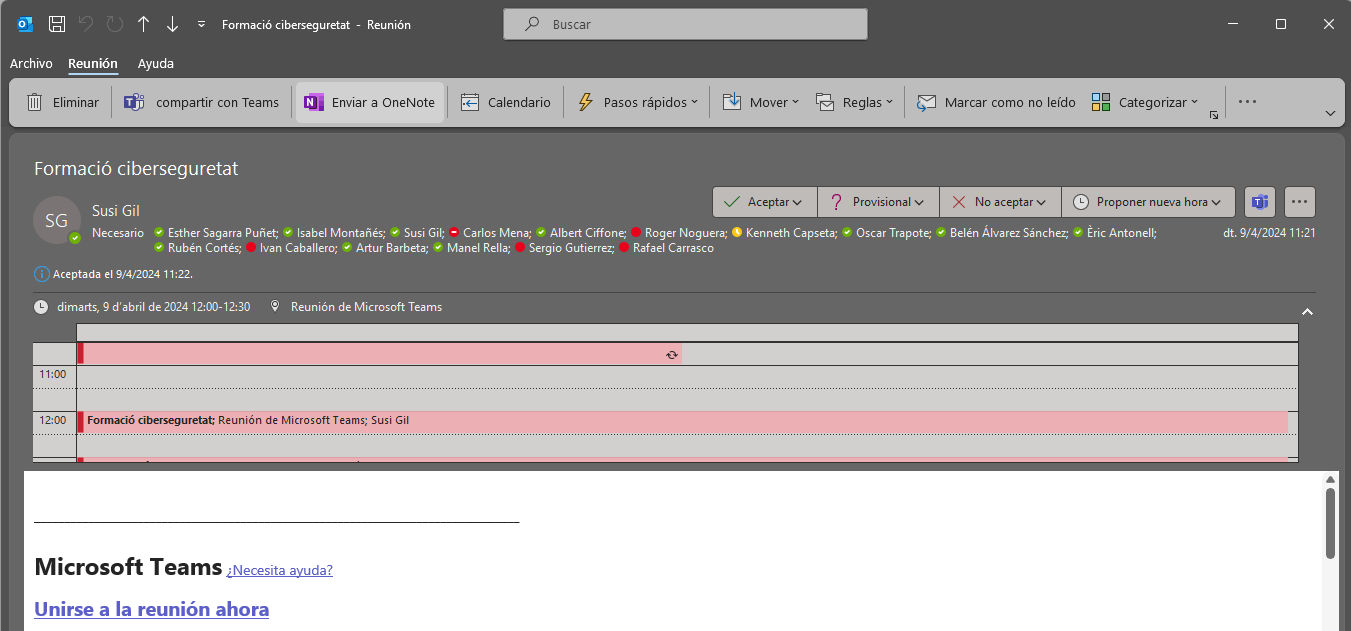 Formació ciberseguretat - Reunión
Buscar
Archivo Reunión Ayuda
Eliminar compartir con Teams Enviar a OneNote Calendario Pasos rápidos Mover Reglas Marcar como no leído Categorizar ...
Formació ciberseguretat
Aceptar Provisional No aceptar Proponer nueva hora ...
SG
Susi Gil
Necesario Esther Sagarra Puñet; Isabel Montañés; Susi Gil; Carlos Mena; Albert Ciffone; Roger Noguera; Kenneth Capseta; Oscar Trapote; Belén Álvarez Sánchez; Èric Antonell; dt. 9/4/2024 11:21
Rubén Cortés; Ivan Caballero; Artur Barbeta; Manel Rella; Sergio Gutierrez; Rafael Carrasco
Aceptada el 9/4/2024 11:22.
dimarts, 9 d'abril de 2024 12:00-12:30 Reunión de Microsoft Teams
11:00
12:00 Formació ciberseguretat; Reunión de Microsoft Teams; Susi Gil
Microsoft Teams ¿Necesita ayuda?
Unirse a la reunión ahora